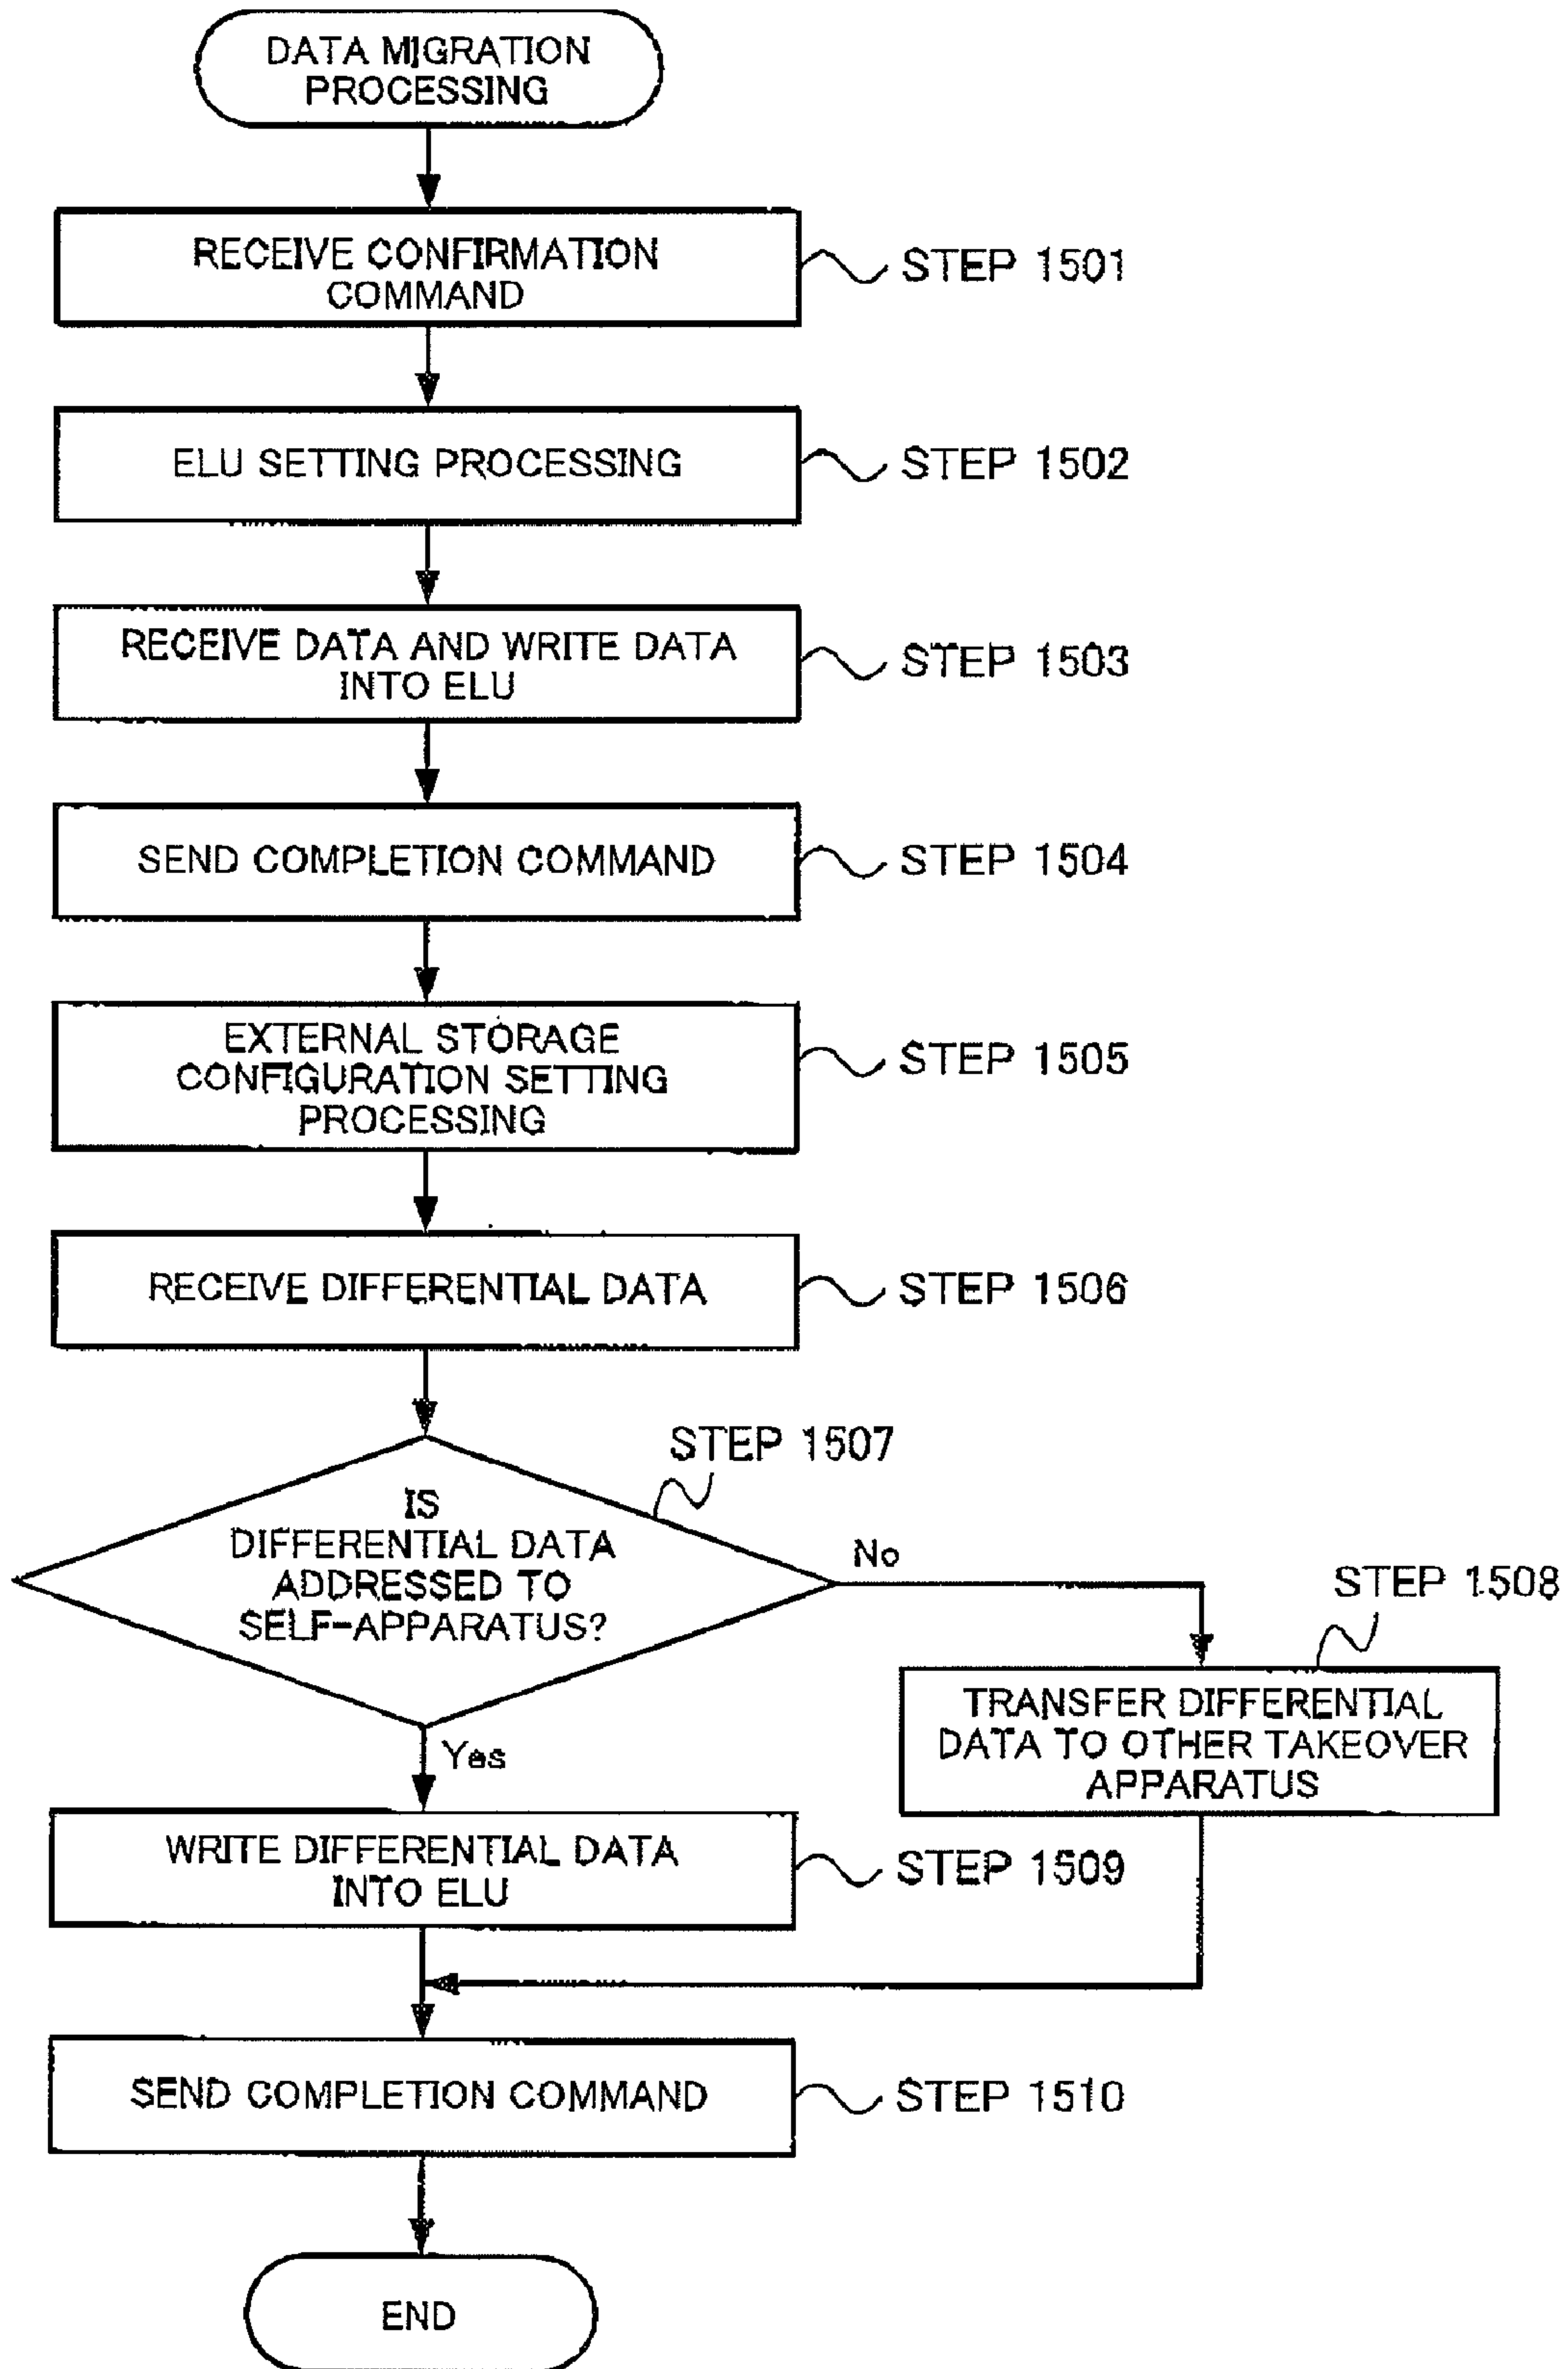 DATA MIGRATION
PROCESSING
RECEIVE CONFIRMATION
COMMAND
STEP 1501
ELU SETTING PROCESSING
STEP 1502
RECEIVE DATA AND WRITE DATA
INTO ELU
STEP 1503
SEND COMPLETION COMMAND
STEP 1504
EXTERNAL STORAGE
CONFIGURATION SETTING
PROCESSING
STEP 1505
RECEIVE DIFFERENTIAL DATA
STEP 1506
STEP 1507
IS
DIFFERENTIAL DATA
ADDRESSED TO
SELF-APPARATUS?
No
STEP 1508
TRANSFER DIFFERENTIAL
DATA TO OTHER TAKEOVER
APPARATUS
Yes
WRITE DIFFERENTIAL DATA
INTO ELU
STEP 1509
SEND COMPLETION COMMAND
STEP 1510
END